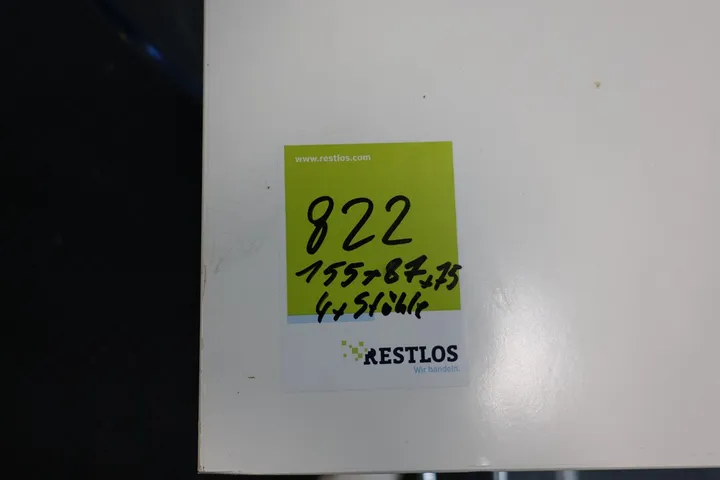 www.restlos.com
822
155x87x75
4x Stühle
RESTLOS
Wir handeln.